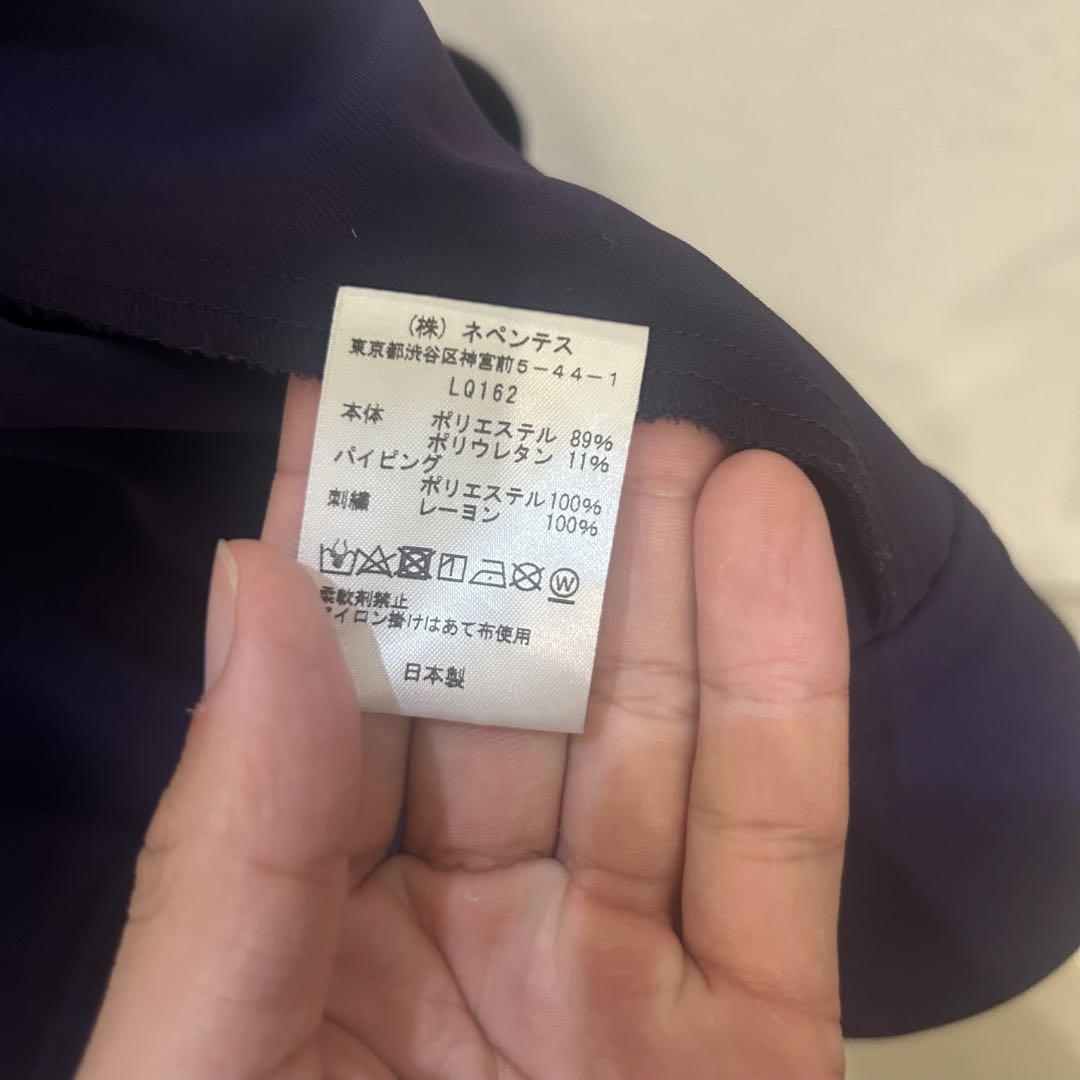 (株) ネペンテス
東京都渋谷区神宮前5-44-1
LQ162
本体 ポリエステル 89%
ポリウレタン 11%
パイピング
ポリエステル 100%
刺繍 レーヨン 100%
W
柔軟剤禁止
アイロン掛けはあて布使用
日本製